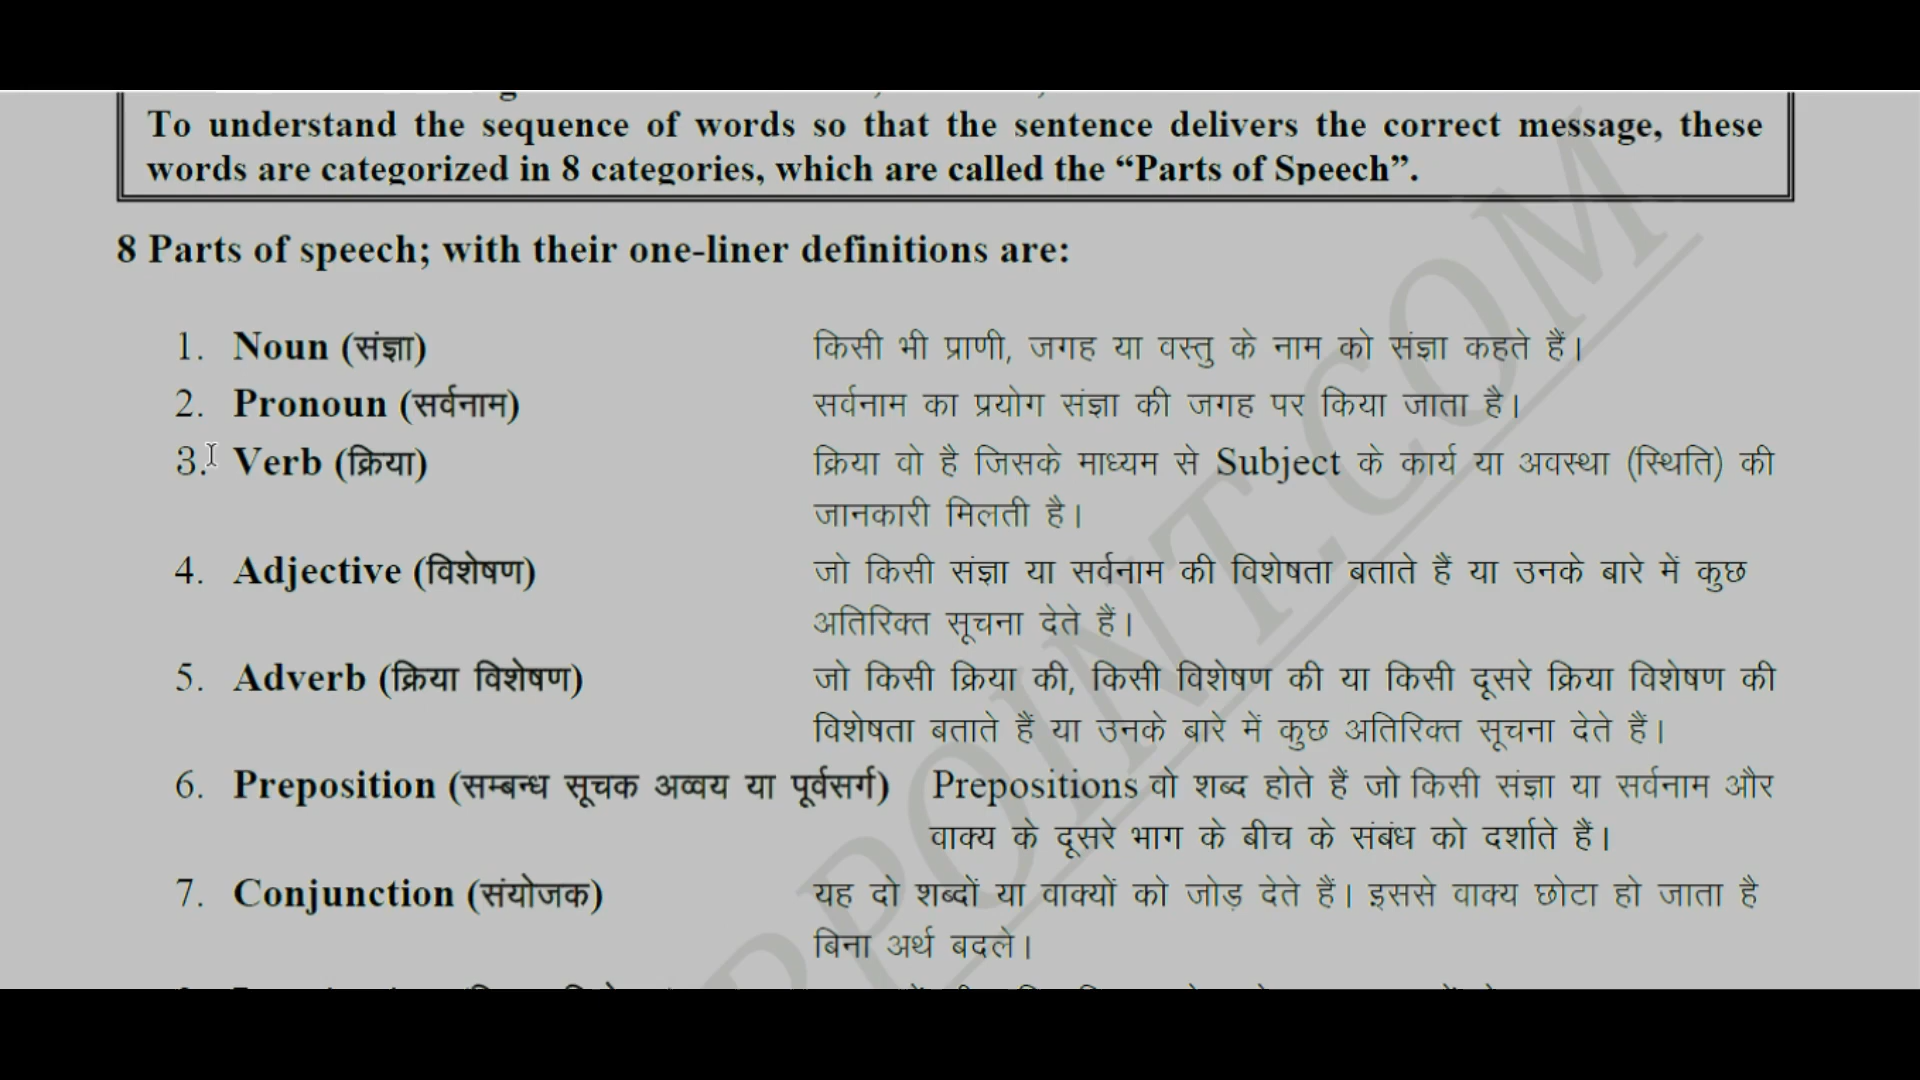 To understand the sequence of words so that the sentence delivers the correct message, these
words are categorized in 8 categories, which are called the “Parts of Speech”.
8 Parts of speech; with their one-liner definitions are:
1. Noun (संज्ञा) किसी भी प्राणी, जगह या वस्तु के नाम को संज्ञा कहते हैं।
2. Pronoun (सर्वनाम) सर्वनाम का प्रयोग संज्ञा की जगह पर किया जाता है।
3. Verb (क्रिया) क्रिया वो है जिसके माध्यम से Subject के कार्य या अवस्था (स्थिति) की
जानकारी मिलती है।
4. Adjective (विशेषण) जो किसी संज्ञा या सर्वनाम की विशेषता बताते हैं या उनके बारे में कुछ
अतिरिक्त सूचना देते हैं।
5. Adverb (क्रिया विशेषण) जो किसी क्रिया की, किसी विशेषण की या किसी दूसरे क्रिया विशेषण की
विशेषता बताते हैं या उनके बारे में कुछ अतिरिक्त सूचना देते हैं।
6. Preposition (सम्बन्ध सूचक अव्वय या पूर्वसर्ग) Prepositions वो शब्द होते हैं जो किसी संज्ञा या सर्वनाम और
वाक्य के दूसरे भाग के बीच के संबंध को दर्शाते हैं।
7. Conjunction (संयोजक) यह दो शब्दों या वाक्यों को जोड़ देते हैं। इससे वाक्य छोटा हो जाता है
बिना अर्थ बदले।
POINT.COM